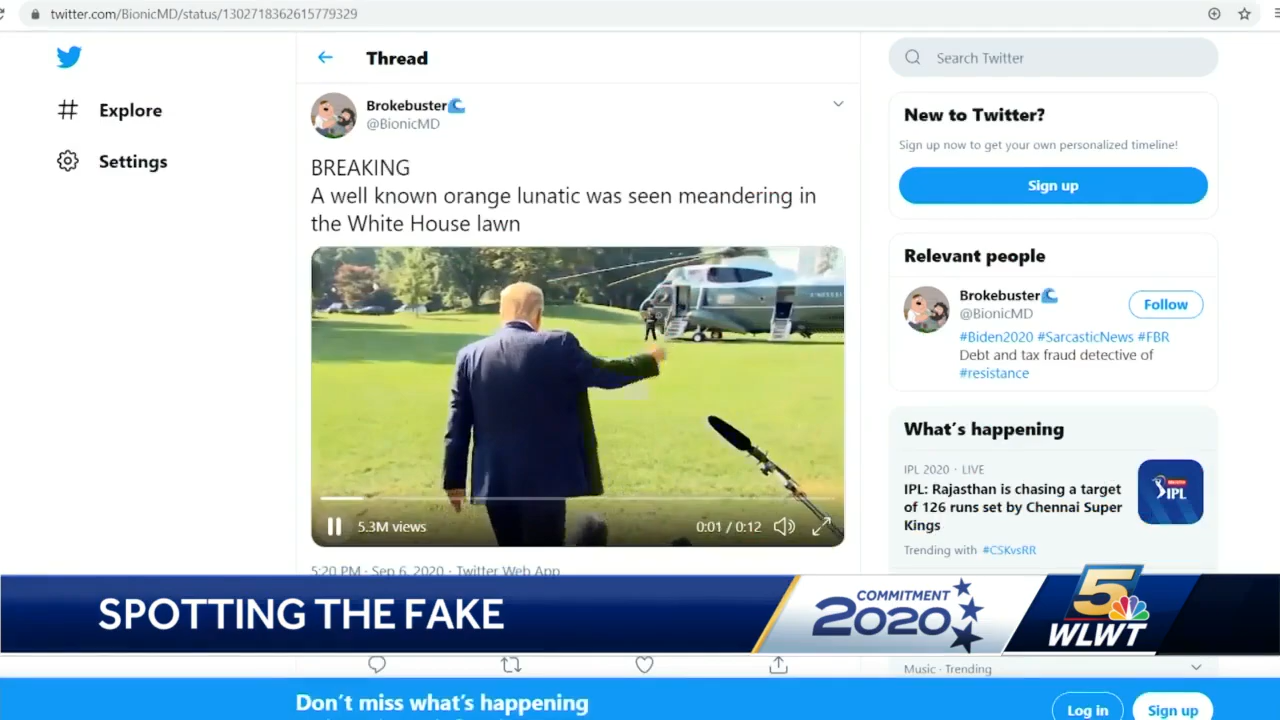 twitter.com/BionicMD/status/1302718362615779329
Explore
Settings
Thread
Brokebuster
@BionicMD
BREAKING
A well known orange lunatic was seen meandering in
the White House lawn
5.3M views
0:01 / 0:12
5:20 PM · Sep 6, 2020 · Twitter Web App
Search Twitter
New to Twitter?
Sign up now to get your own personalized timeline!
Sign up
Relevant people
Brokebuster
@BionicMD
Follow
#Biden2020 #SarcasticNews #FBR
Debt and tax fraud detective of
#resistance
What's happening
IPL 2020 · LIVE
IPL: Rajasthan is chasing a target
of 126 runs set by Chennai Super
Kings
IPL
Trending with #CSKvsRR
SPOTTING THE FAKE
COMMITMENT
2020
5
WLWT
Music · Trending
Don't miss what's happening
Log in
Sign up